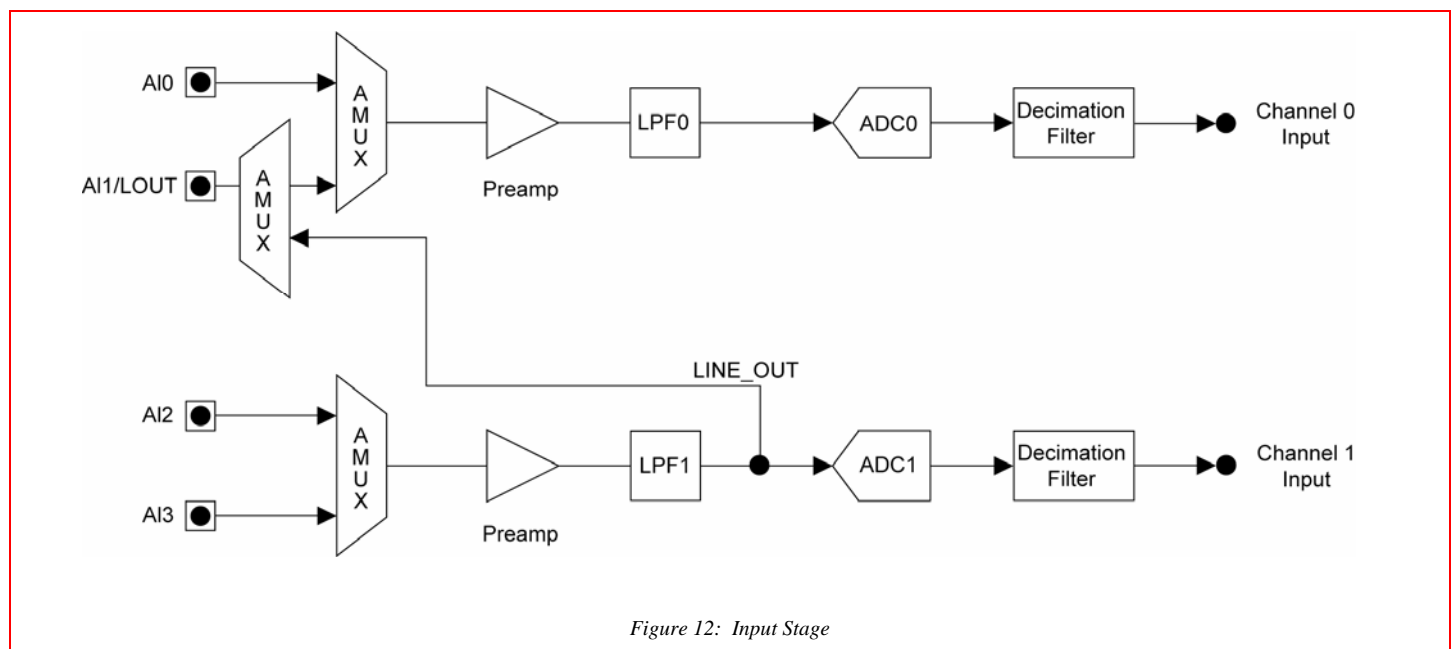 AI0
A
M
U
X
Preamp
LPF0
ADC0
Decimation
Filter
Channel 0
Input
AI1/LOUT
A
M
U
X
LINE_OUT
AI2
AI3
A
M
U
X
Preamp
LPF1
ADC1
Decimation
Filter
Channel 1
Input
Figure 12: Input Stage